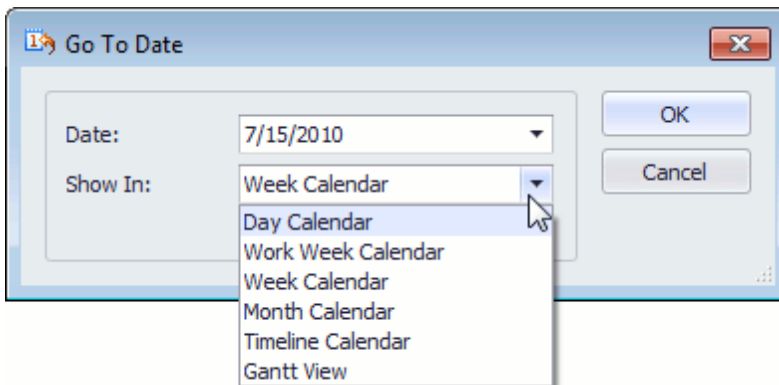 Go To Date
Date: 7/15/2010 OK
Show In: Week Calendar Cancel
Day Calendar
Work Week Calendar
Week Calendar
Month Calendar
Timeline Calendar
Gantt View